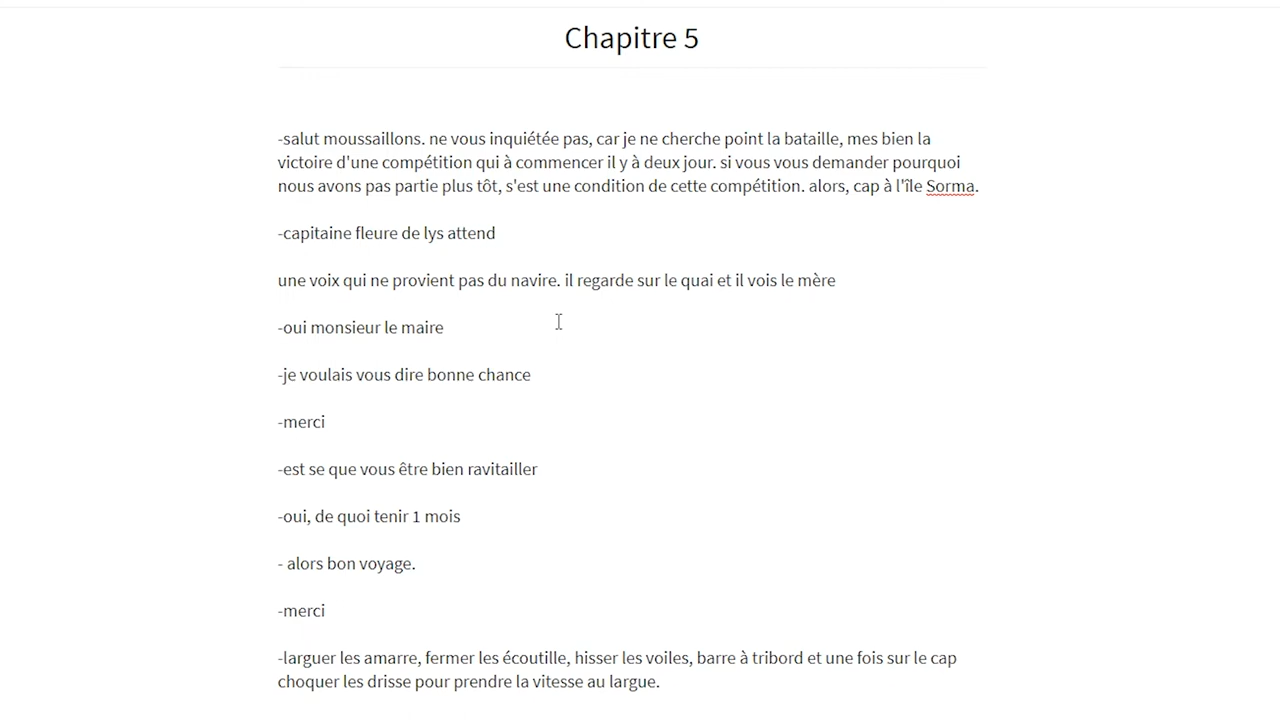 Chapitre 5
-salut moussaillons. ne vous inquiétée pas, car je ne cherche point la bataille, mes bien la
victoire d'une compétition qui à commencer il y à deux jour. si vous vous demander pourquoi
nous avons pas partie plus tôt, s'est une condition de cette compétition. alors, cap à l'île Sorma.
-capitaine fleure de lys attend
une voix qui ne provient pas du navire. il regarde sur le quai et il vois le mère
-oui monsieur le maire
-je voulais vous dire bonne chance
-merci
-est se que vous être bien ravitailler
-oui, de quoi tenir 1 mois
- alors bon voyage.
-merci
-larguer les amarre, fermer les écoutille, hisser les voiles, barre à tribord et une fois sur le cap
choquer les drisse pour prendre la vitesse au largue.